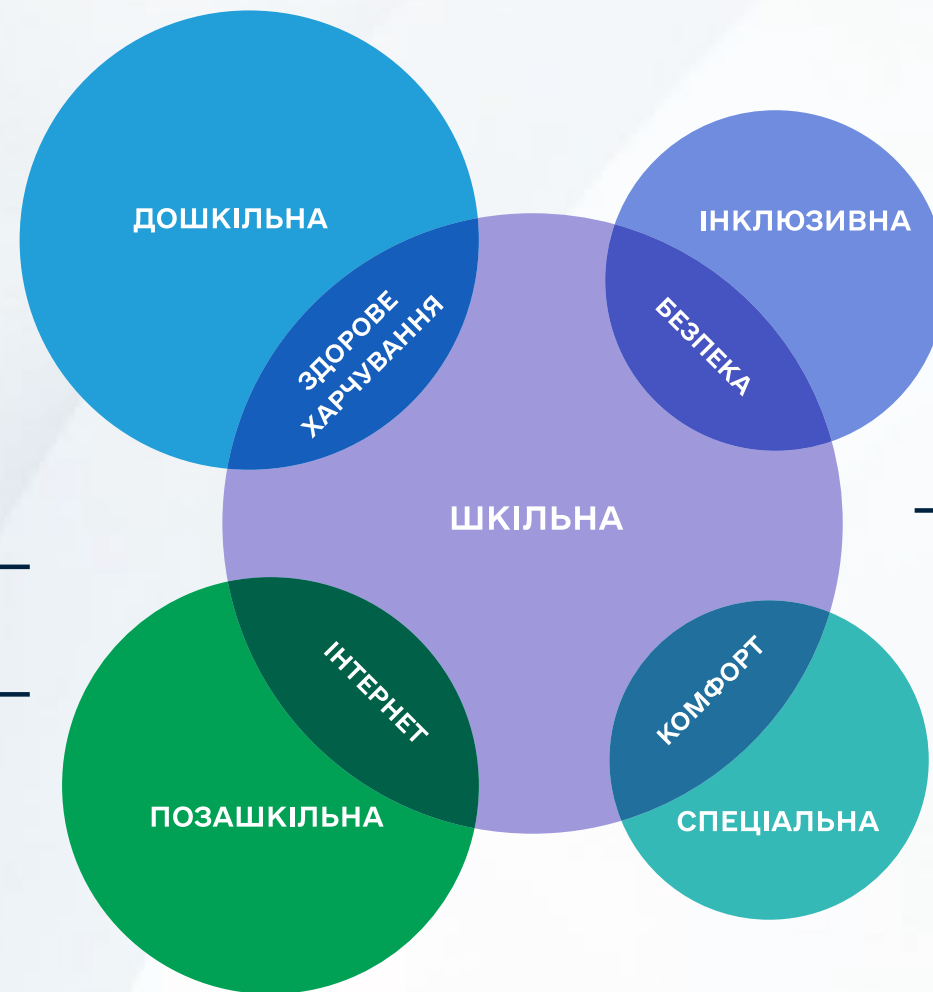 ДОШКІЛЬНА
ІНКЛЮЗИВНА
ЗДОРОВЕ
ХАРЧУВАННЯ
БЕЗПЕКА
ШКІЛЬНА
ІНТЕРНЕТ
КОМФОРТ
ПОЗАШКІЛЬНА
СПЕЦІАЛЬНА